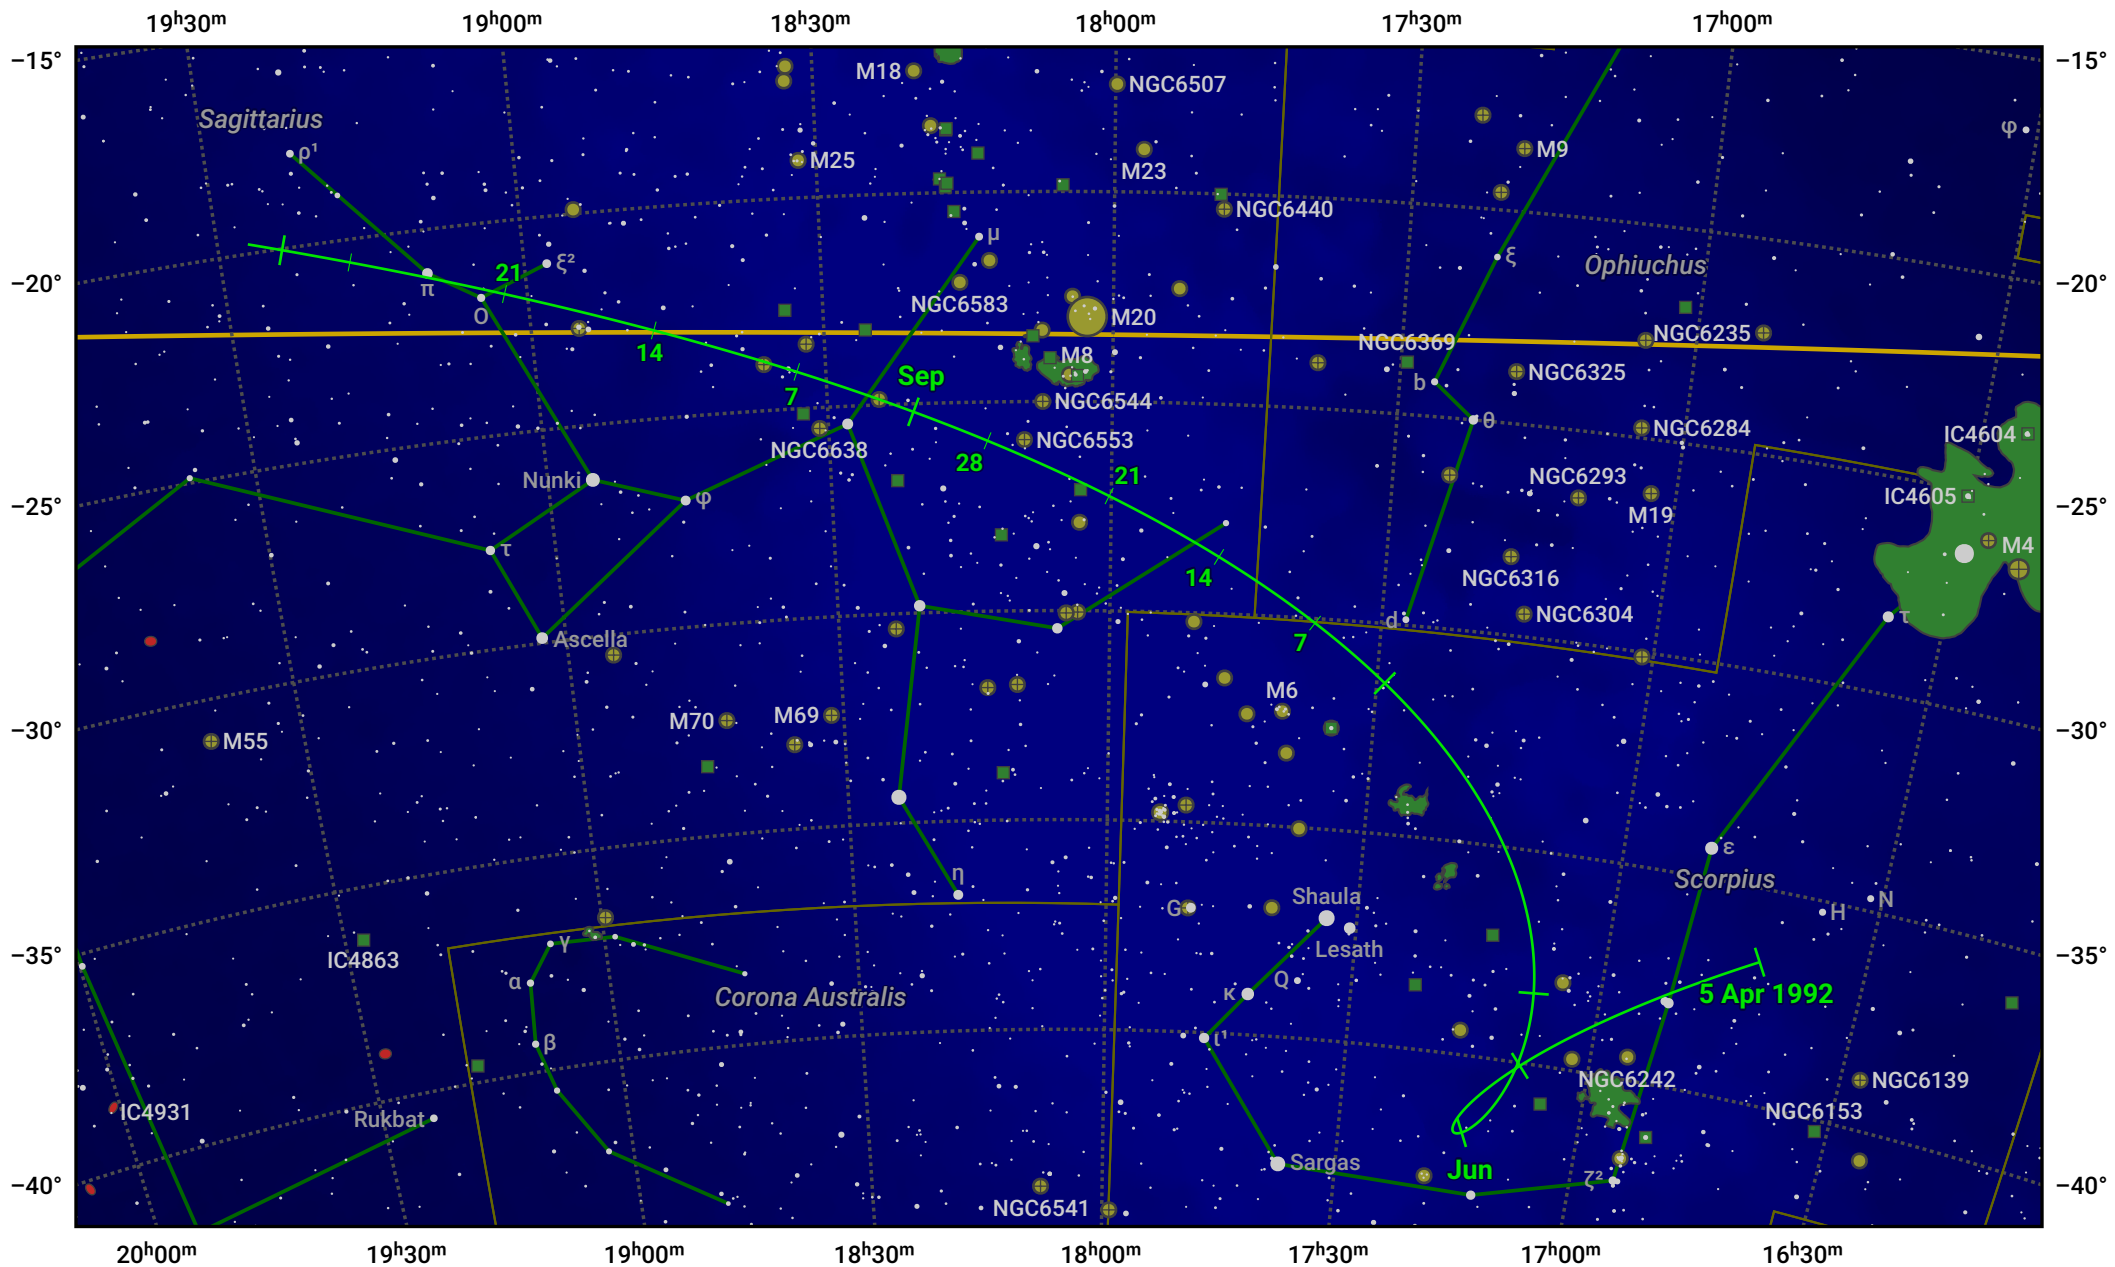 19ʰ30ᵐ 19ʰ00ᵐ 18ʰ30ᵐ 18ʰ00ᵐ 17ʰ30ᵐ 17ʰ00ᵐ
−15° −15°
M18 NGC6507
Sagittarius
φ
ρ¹ M25 M23 M9
NGC6440
μ
ξ² ξ Ophiuchus
21
−20° π −20°
NGC6583
O M20
14 NGC6369 NGC6235
M8
Sep NGC6325
b
7 NGC6544
θ NGC6284
NGC6553 IC4604
NGC6638 28
Nunki 21 NGC6293
φ IC4605
−25° M19 −25°
τ M4
14 NGC6316
NGC6304
d τ
Ascella 7
M6
M70 M69
−30° M55 −30°
ε
η Scorpius
Shaula
G H N
γ Lesath
−35° IC4863 −35°
α Q
κ 5 Apr 1992
Corona Australis
ι¹
β
NGC6242 NGC6139
IC4931 NGC6153
Rukbat
Sargas Jun
ζ²
−40° −40°
NGC6541
20ʰ00ᵐ 19ʰ30ᵐ 19ʰ00ᵐ 18ʰ30ᵐ 18ʰ00ᵐ 17ʰ30ᵐ 17ʰ00ᵐ 16ʰ30ᵐ